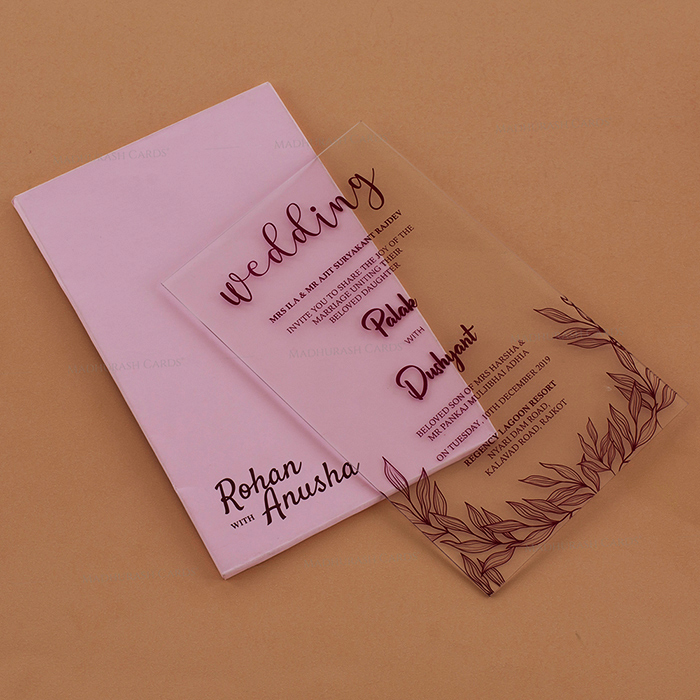 wedding
MRS ILA & MR AJIT SURYAKANT RAJDEV
INVITE YOU TO SHARE THE JOY OF THE
MARRIAGE UNITING THEIR
BELOVED DAUGHTER
Palak
WITH
Dushyant
BELOVED SON OF MRS HARSHA &
MR PANKAJ MULJIBHAI ADHIA
ON TUESDAY, 10TH DECEMBER 2019
REGENCY LAGOON RESORT
NYARI DAM ROAD,
KALAVAD ROAD, RAJKOT
Rohan
WITH Anusha
MADHURASH CARDS